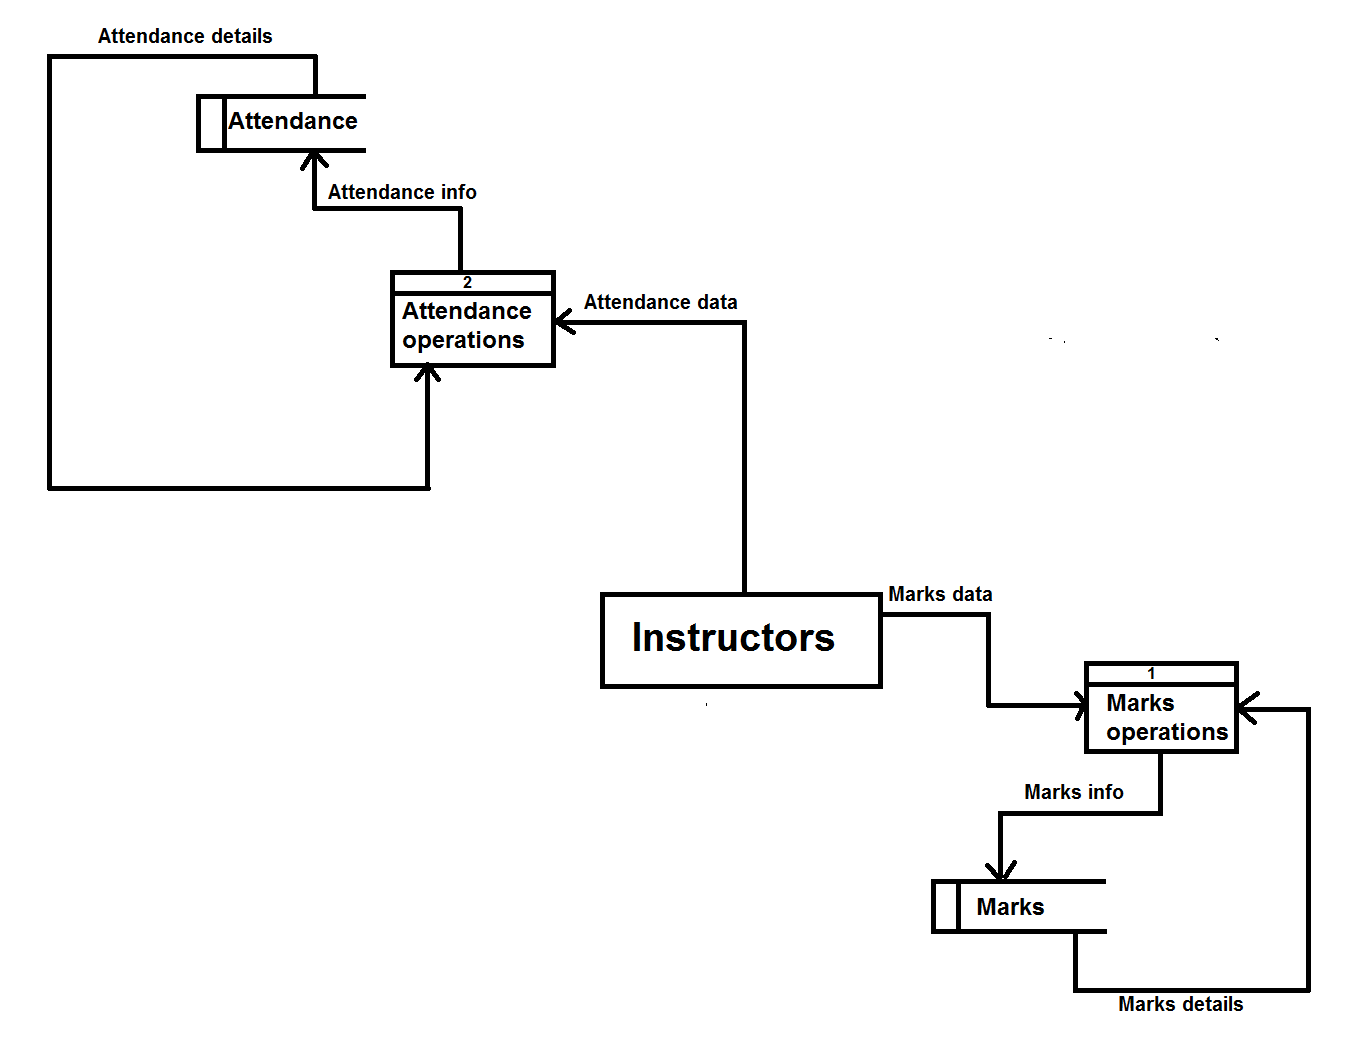 Attendance details
Attendance
Attendance info
2
Attendance
operations
Attendance data
Marks data
Instructors
1
Marks
operations
Marks info
Marks
Marks details